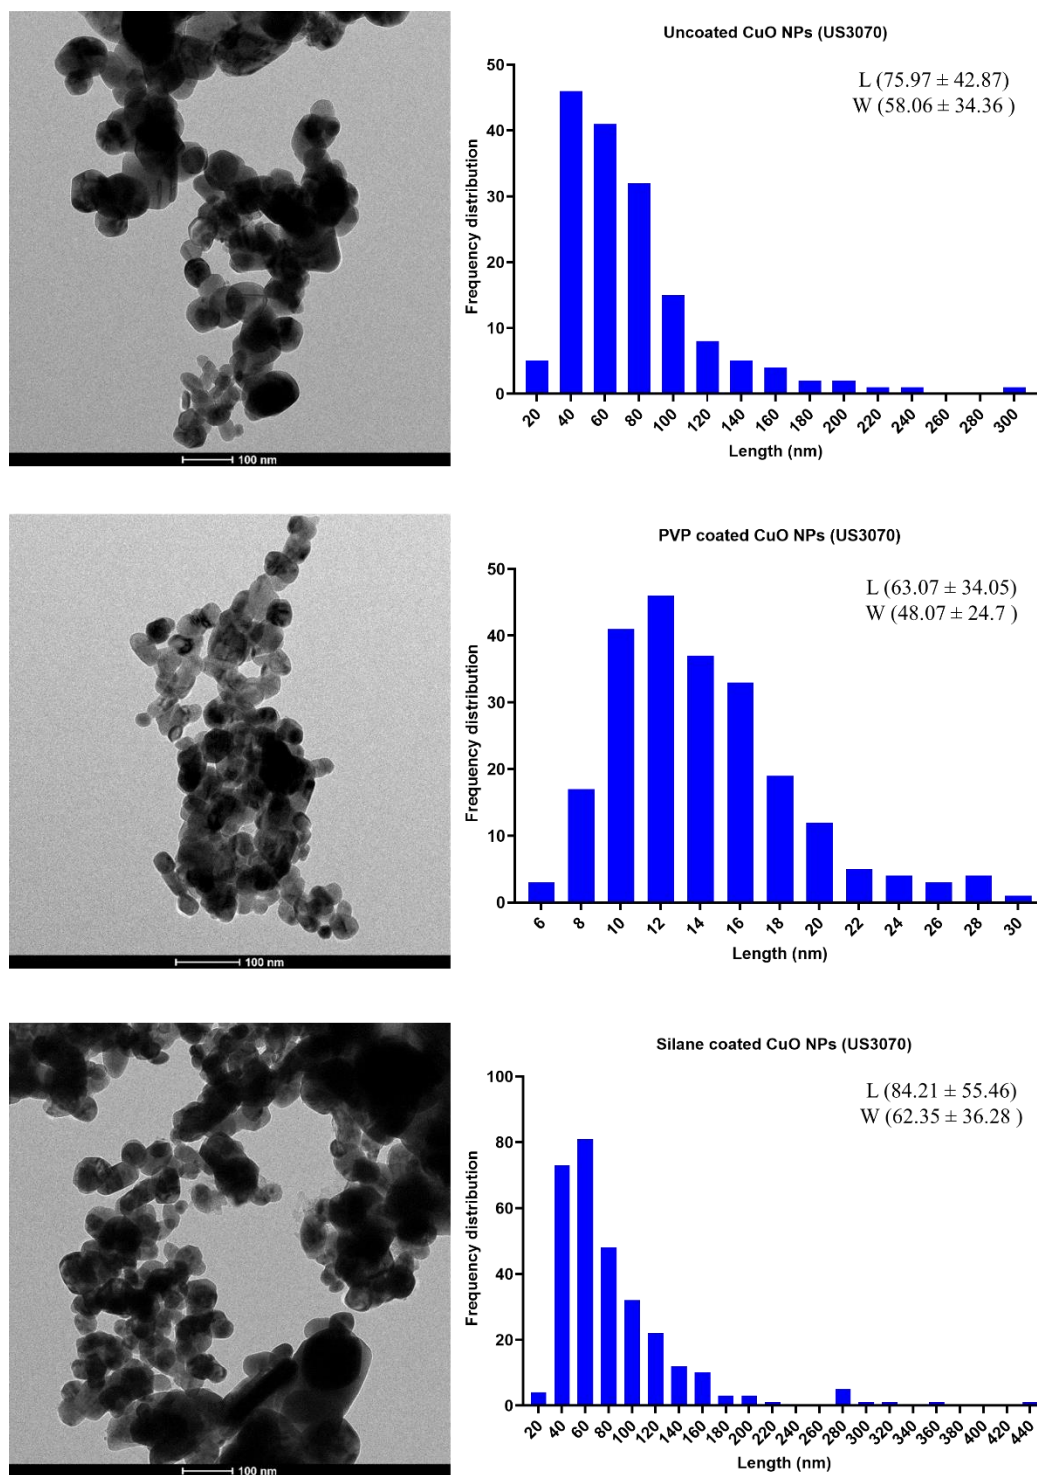 Uncoated CuO NPs (US3070)
L (75.97 ± 42.87)
W (58.06 ± 34.36 )
50
40
30
20
10
0
Frequency distribution
20 40 60 80 100 120 140 160 180 200 220 240 260 280 300
Length (nm)
100 nm
PVP coated CuO NPs (US3070)
L (63.07 ± 34.05)
W (48.07 ± 24.7 )
50
40
30
20
10
0
Frequency distribution
6 8 10 12 14 16 18 20 22 24 26 28 30
Length (nm)
100 nm
Silane coated CuO NPs (US3070)
L (84.21 ± 55.46)
W (62.35 ± 36.28 )
100
80
60
40
20
0
Frequency distribution
20 40 60 80 100 120 140 160 180 200 220 240 260 280 300 320 340 360 380 400 420 440
Length (nm)
100 nm